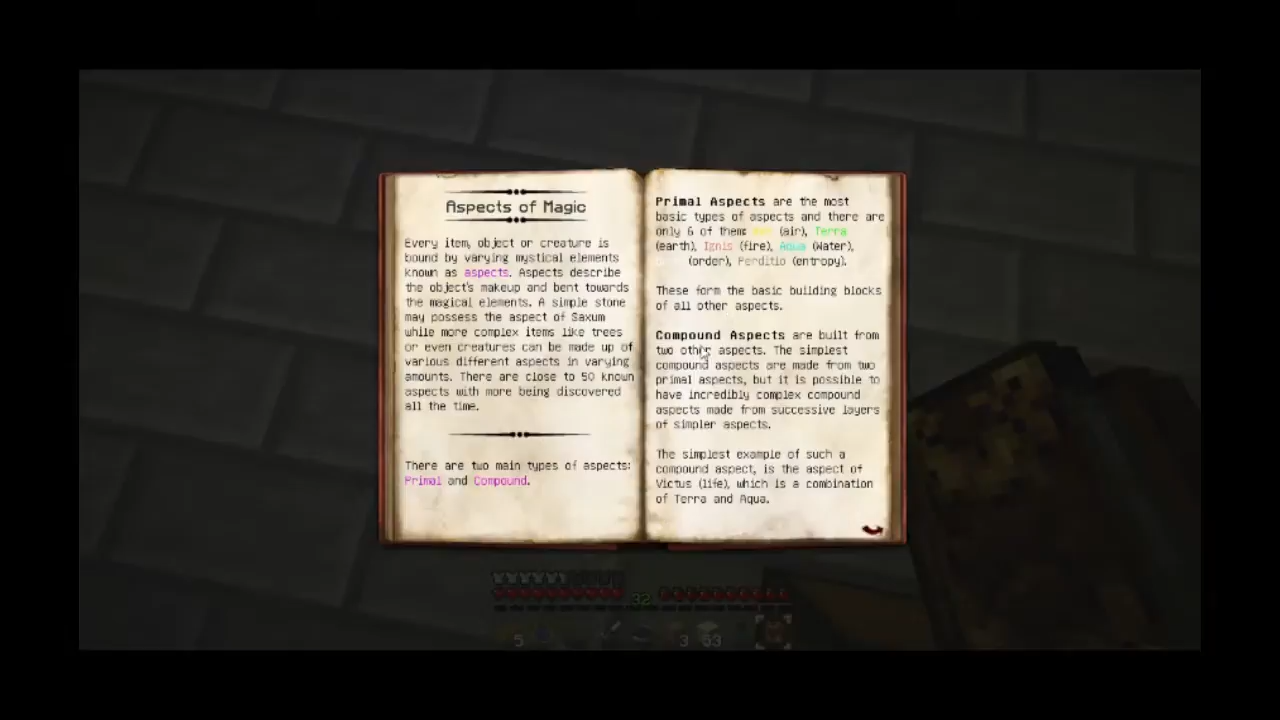 Aspects of Magic
Every item, object or creature is
bound by varying mystical elements
known as aspects. Aspects describe
the object's makeup and bent towards
the magical elements. A simple stone
may possess the aspect of Saxum
while more complex items like trees
or even creatures can be made up of
various different aspects in varying
amounts. There are close to 50 known
aspects with more being discovered
all the time.
There are two main types of aspects:
Primal and Compound.
Primal Aspects are the most
basic types of aspects and there are
only 6 of them: (air), Terra
(earth), Ignis (fire), Aqua (Water),
(order), Perditio (entropy).
These form the basic building blocks
of all other aspects.
Compound Aspects are built from
two other aspects. The simplest
compound aspects are made from two
primal aspects, but it is possible to
have incredibly complex compound
aspects made from successive layers
of simpler aspects.
The simplest example of such a
compound aspect, is the aspect of
Victus (life), which is a combination
of Terra and Aqua.
32
5
3
53